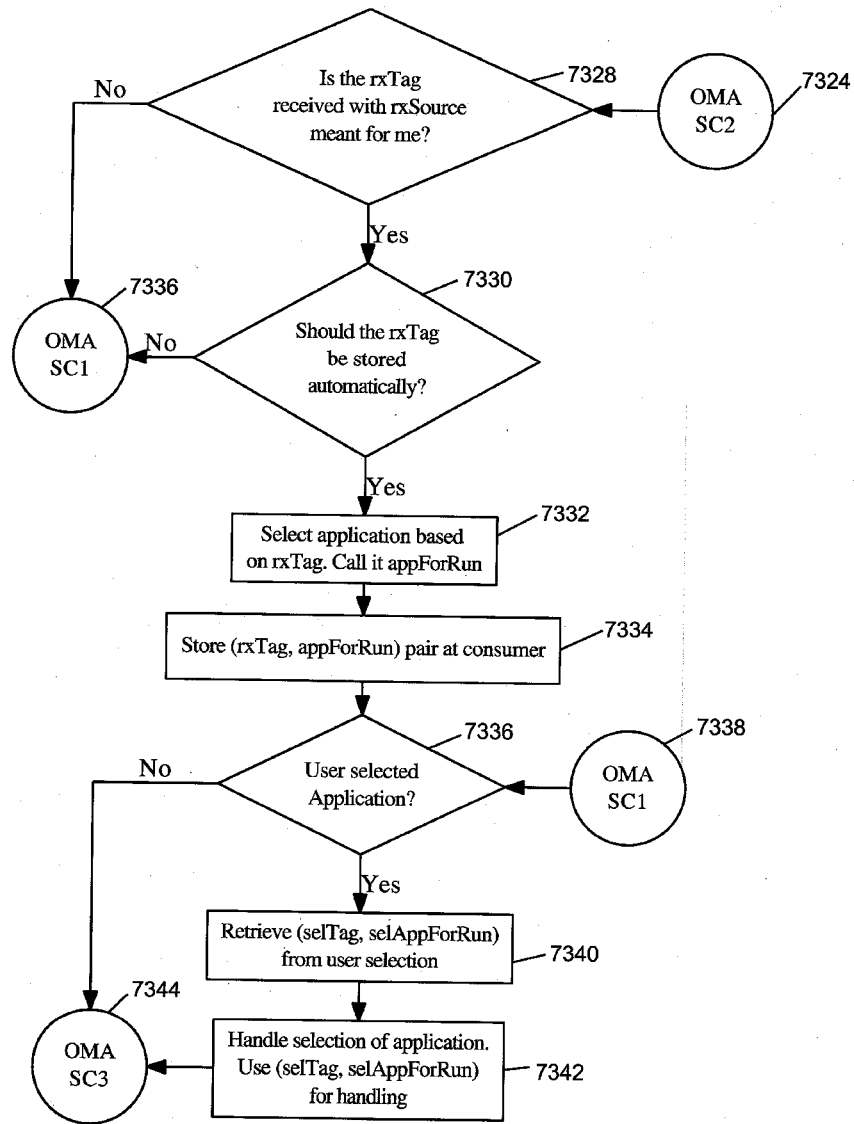 Is the rxTag
received with rxSource
meant for me?
7328
OMA
SC2
7324
No
Yes
7336
OMA
SC1
No
Should the rxTag
be stored
automatically?
7330
Yes
Select application based
on rxTag. Call it appForRun
7332
Store (rxTag, appForRun) pair at consumer
7334
User selected
Application?
7336
OMA
SC1
7338
No
Yes
Retrieve (selTag, selAppForRun)
from user selection
7340
7344
OMA
SC3
Handle selection of application.
Use (selTag, selAppForRun)
for handling
7342